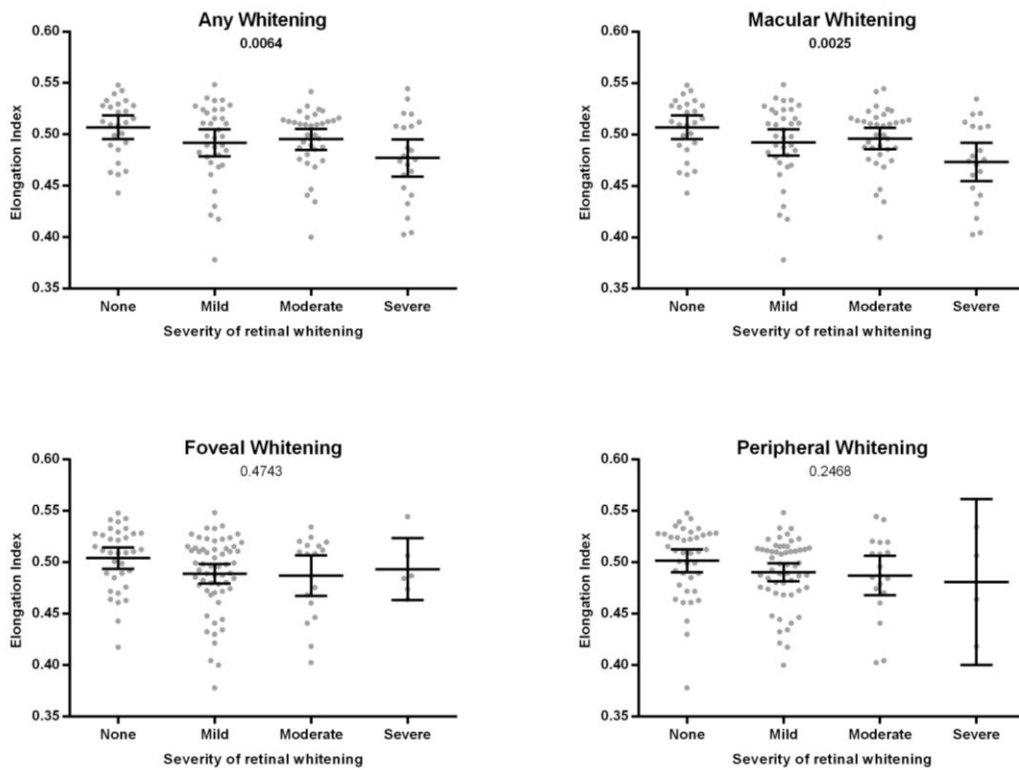 Any Whitening
0.0064
0.60
0.55
0.50
0.45
0.40
0.35
Elongation Index
None Mild Moderate Severe
Severity of retinal whitening
Macular Whitening
0.0025
0.60
0.55
0.50
0.45
0.40
0.35
Elongation Index
None Mild Moderate Severe
Severity of retinal whitening
Foveal Whitening
0.4743
0.60
0.55
0.50
0.45
0.40
0.35
Elongation Index
None Mild Moderate Severe
Severity of retinal whitening
Peripheral Whitening
0.2468
0.60
0.55
0.50
0.45
0.40
0.35
Elongation Index
None Mild Moderate Severe
Severity of retinal whitening